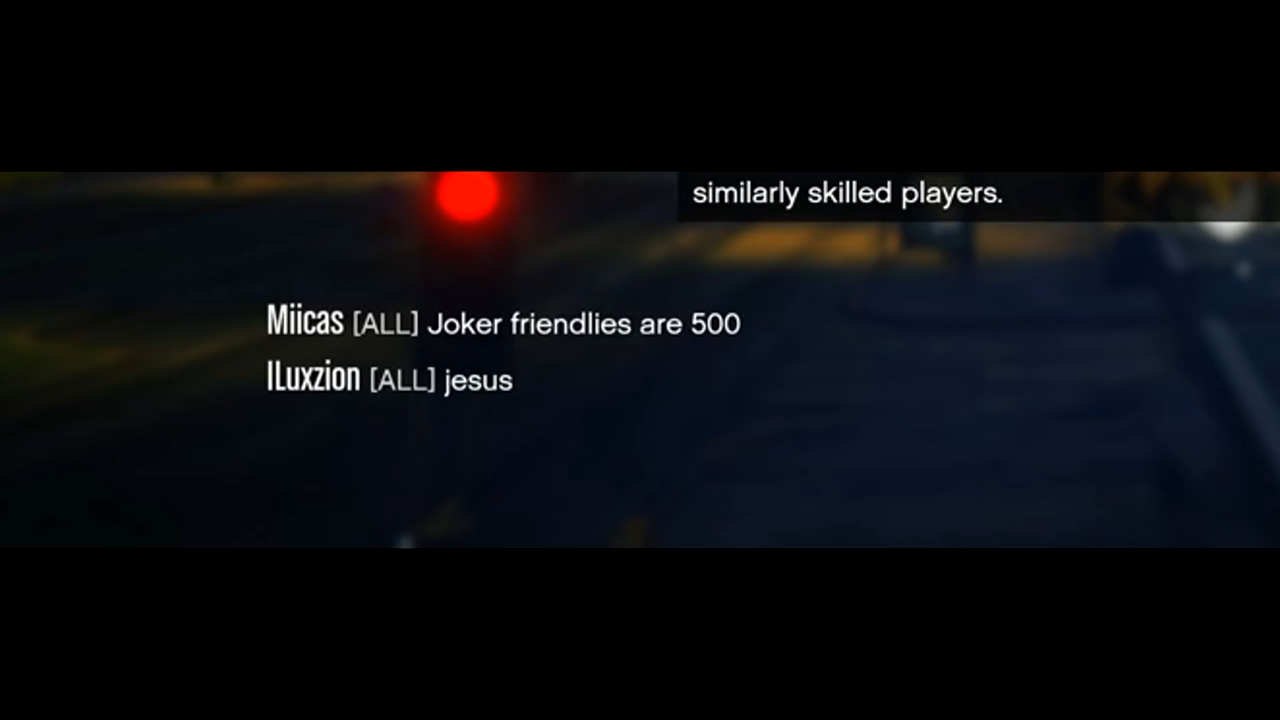 similarly skilled players.
Miicas [ALL] Joker friendlies are 500
ILuxzion [ALL] jesus